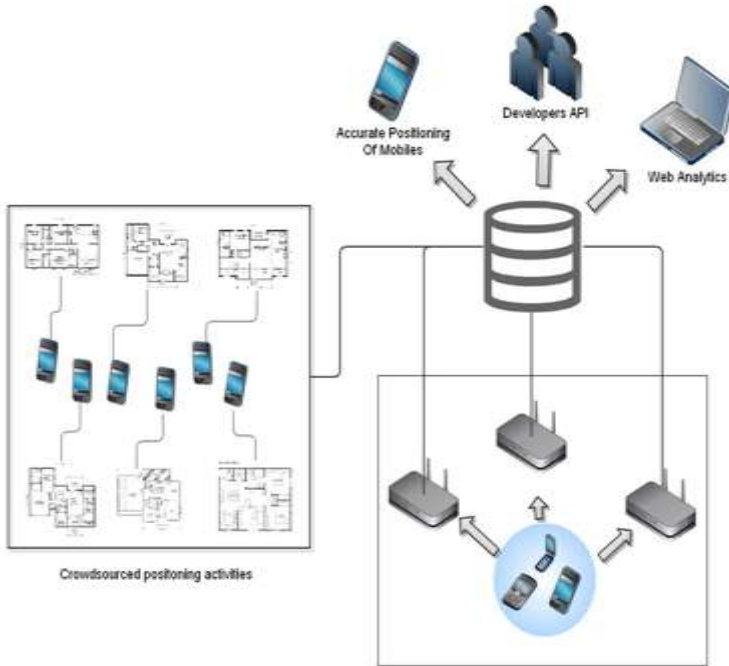 Developers API
Accurate Positioning
Of Mobiles
Web Analytics
Crowdsourced positoning activities